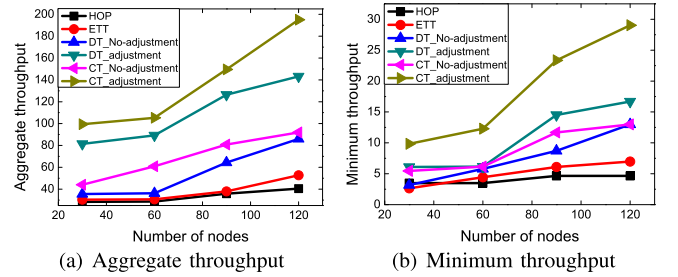 HOP
ETT
DT_No-adjustment
DT_adjustment
CT_No-adjustment
CT_adjustment
200
180
160
140
120
100
80
60
40
20 40 60 80 100 120
Aggregate throughput
Number of nodes
(a) Aggregate throughput
HOP
ETT
DT_No-adjustment
DT_adjustment
CT_No-adjustment
CT_adjustment
30
25
20
15
10
5
0
20 40 60 80 100 120
Minimum throughput
Number of nodes
(b) Minimum throughput